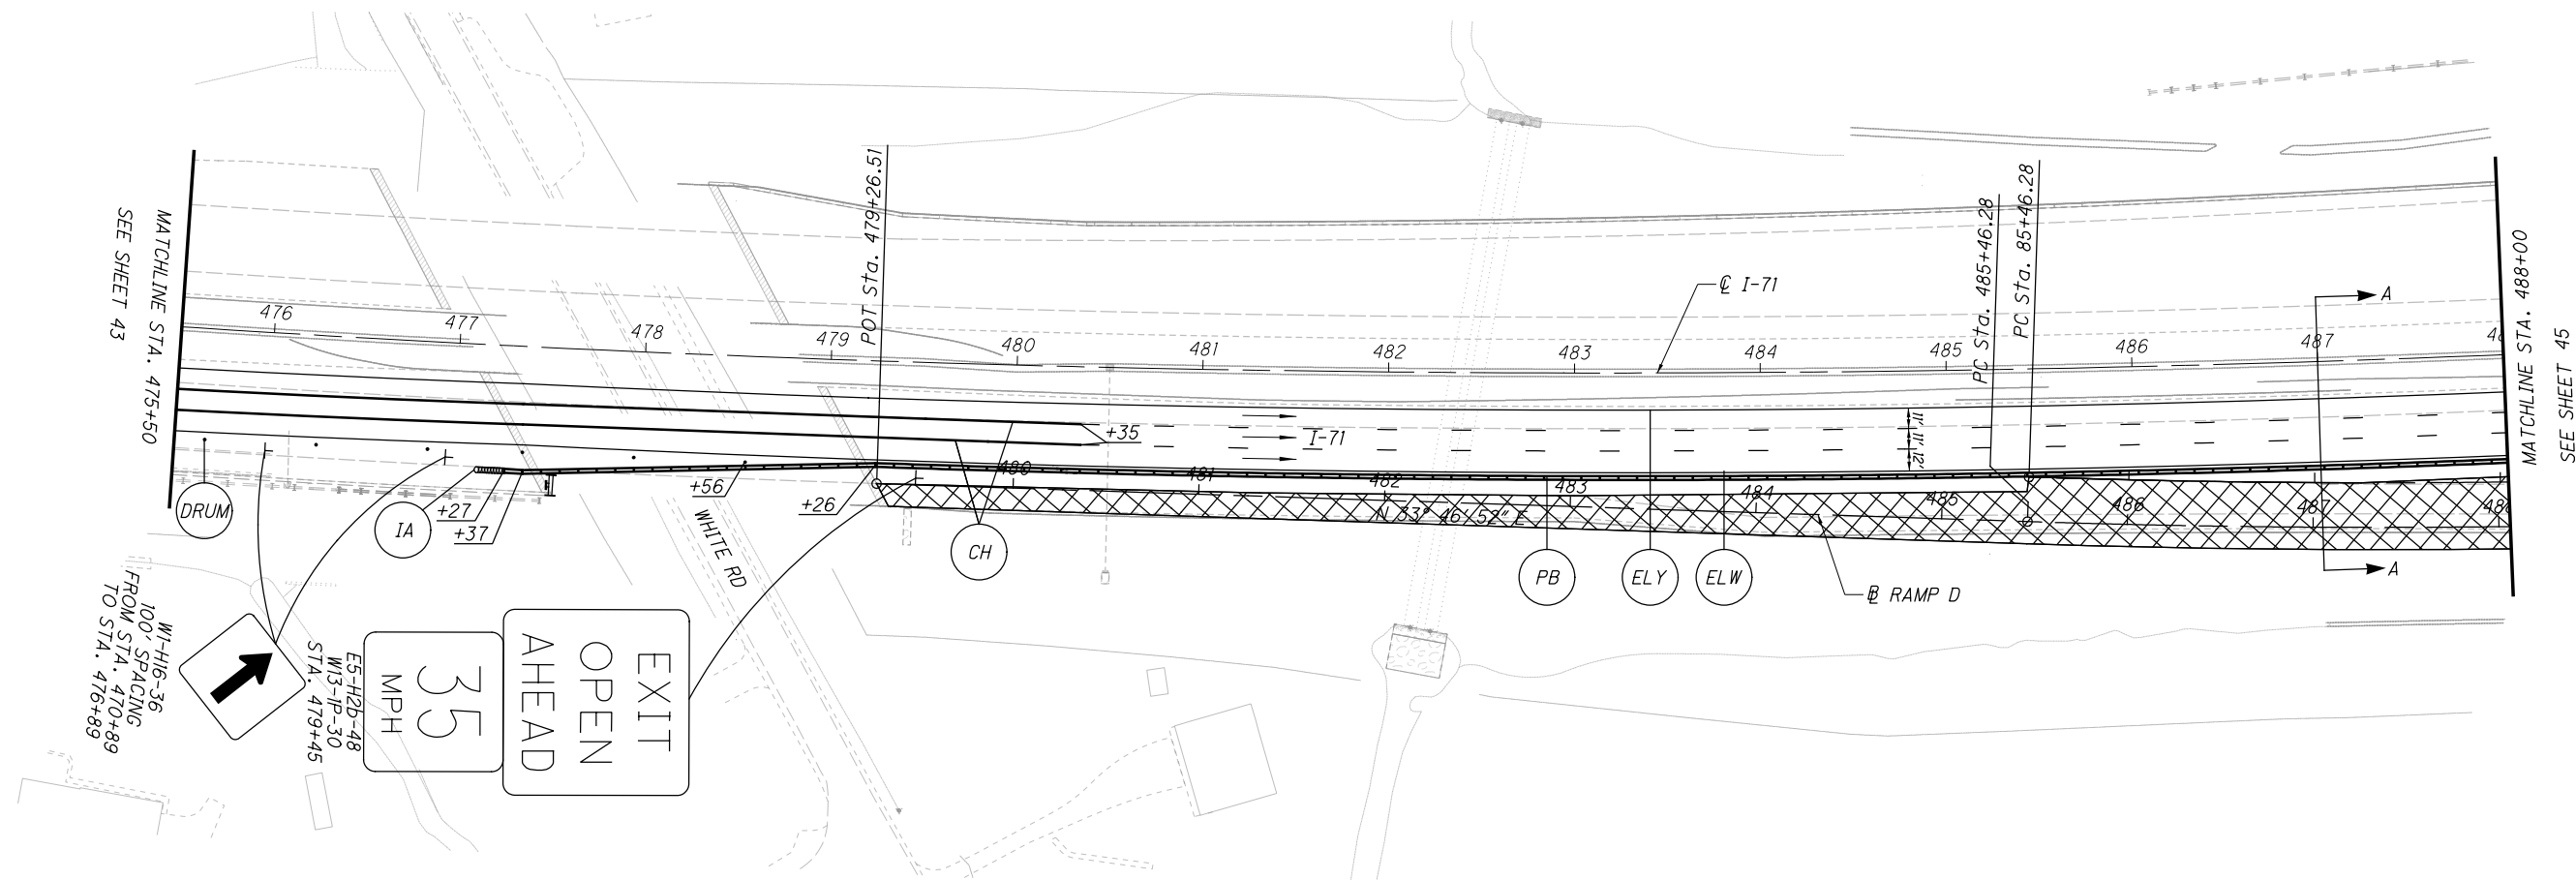 MATCHLINE STA. 475+50
SEE SHEET 43
476
477
478
479
480
481
482
483
484
485
486
487
POT Sta. 479+26.51
PC Sta. 485+46.28
PC Sta. 85+46.28
℄ I-71
A
A
MATCHLINE STA. 488+00
SEE SHEET 45
I-71
+35
11' 11' 12'
480
481
482
483
484
485
486
487
N 33° 46' 52" E
+27
+37
+56
+26
DRUM
IA
CH
PB
ELY
ELW
WHITE RD
B RAMP D
W1-H16-36
100' SPACING
FROM STA. 470+89
TO STA. 476+89
E5-H2b-48
W13-1P-30
STA. 479+45
EXIT
OPEN
AHEAD
35
MPH